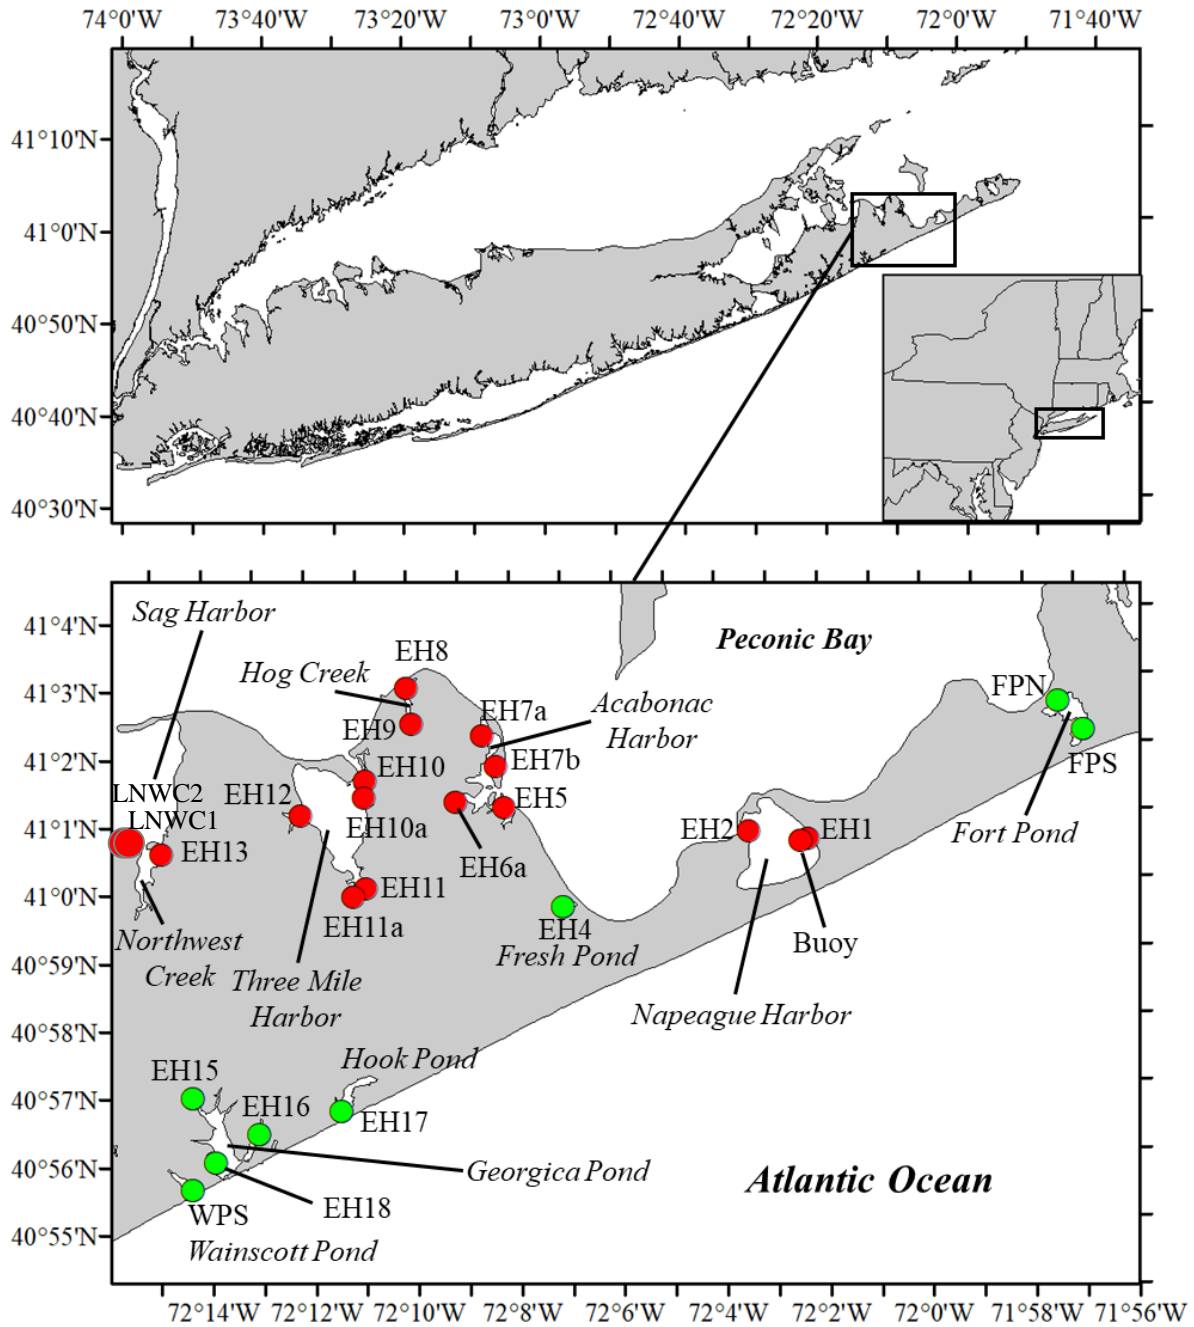 74°0'W 73°40'W 73°20'W 73°0'W 72°40'W 72°20'W 72°0'W 71°40'W
41°10'N
41°0'N
40°50'N
40°40'N
40°30'N
Sag Harbor
41°4'N
Peconic Bay
EH8
Hog Creek
FPN
41°3'N
Acabonac
Harbor
EH7a
EH9
41°2'N
EH7b
FPS
EH10
LNWC2
EH12
EH5
LNWC1
EH10a
EH2
EH1
Fort Pond
41°1'N
EH13
EH6a
EH11
41°0'N
EH11a
EH4
Northwest
Creek
Buoy
Fresh Pond
40°59'N
Three Mile
Harbor
Napeague Harbor
40°58'N
Hook Pond
EH15
40°57'N
EH16
EH17
40°56'N
Georgica Pond
Atlantic Ocean
EH18
WPS
40°55'N
Wainscott Pond
72°14'W 72°12'W 72°10'W 72°8'W 72°6'W 72°4'W 72°2'W 72°0'W 71°58'W 71°56'W